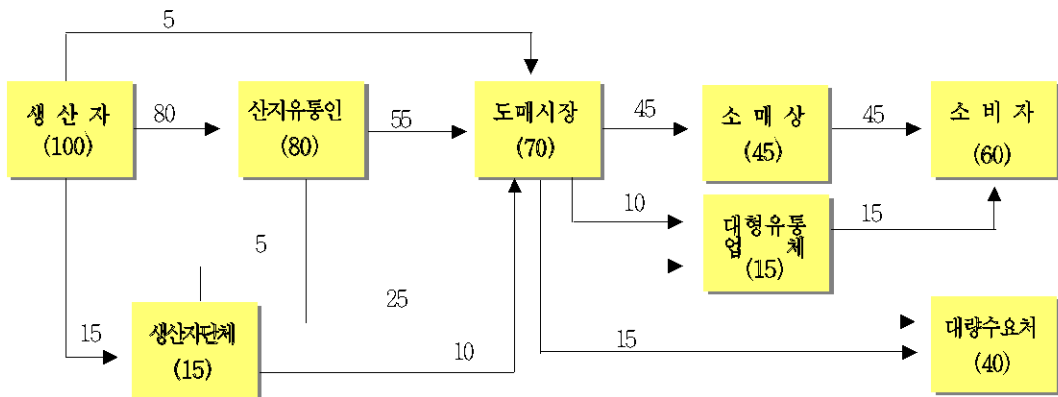 5
생 산 자
(100)
80
산지유통인
(80)
55
도매시장
(70)
45
소 매 상
(45)
45
소 비 자
(60)
10
대형유통
업 체
(15)
15
5
25
15
생산자단체
(15)
10
15
대량수요처
(40)